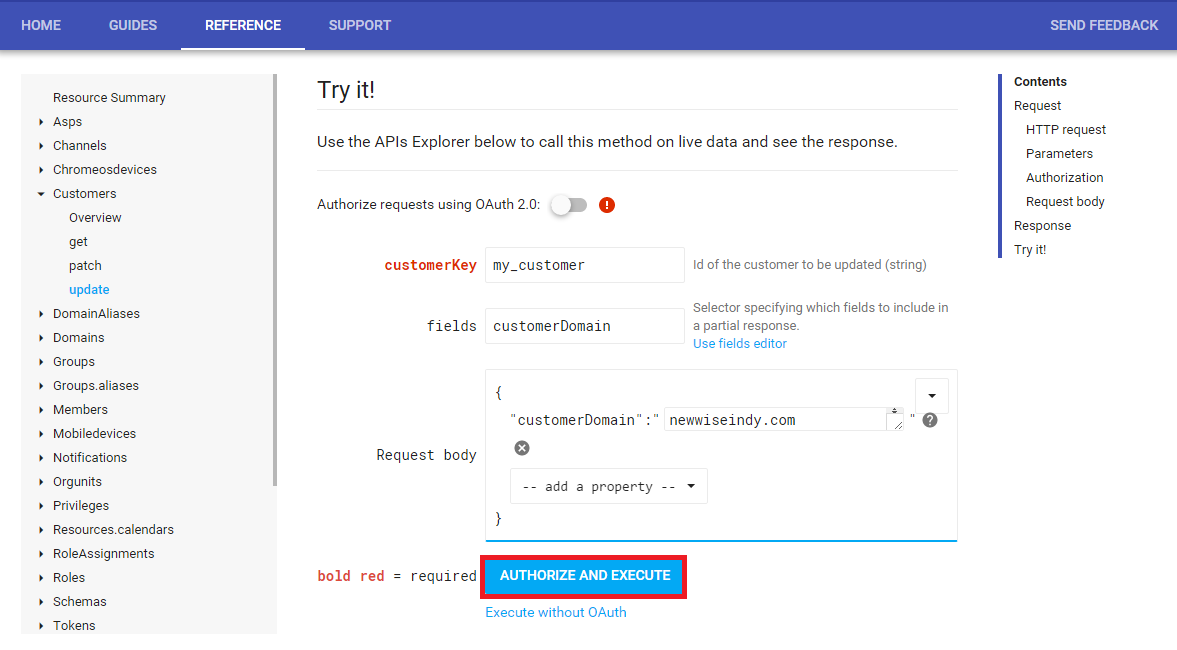 HOME GUIDES REFERENCE SUPPORT SEND FEEDBACK
Resource Summary
Asps
Channels
Chromeosdevices
Customers
Overview
get
patch
update
DomainAliases
Domains
Groups
Groups.aliases
Members
Mobiledevices
Notifications
Orgunits
Privileges
Resources.calendars
RoleAssignments
Roles
Schemas
Tokens
Try it!
Use the APIs Explorer below to call this method on live data and see the response.
Authorize requests using OAuth 2.0: !
customerKey my_customer Id of the customer to be updated (string)
fields customerDomain Selector specifying which fields to include in
a partial response.
Use fields editor
Request body
{
"customerDomain":" newwiseindy.com " ?
-- add a property --
}
bold red = required AUTHORIZE AND EXECUTE
Execute without OAuth
Contents
Request
HTTP request
Parameters
Authorization
Request body
Response
Try it!